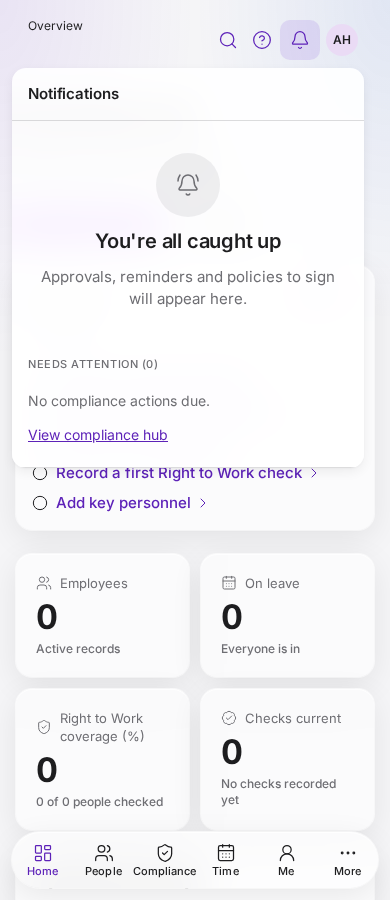 Overview
AH
Notifications
You're all caught up
Approvals, reminders and policies to sign
will appear here.
NEEDS ATTENTION (0)
No compliance actions due.
View compliance hub
Record a first Right to Work check
Add key personnel
Employees
0
Active records
On leave
0
Everyone is in
Right to Work
coverage (%)
0
0 of 0 people checked
Checks current
0
No checks recorded
yet
Home
People
Compliance
Time
Me
More